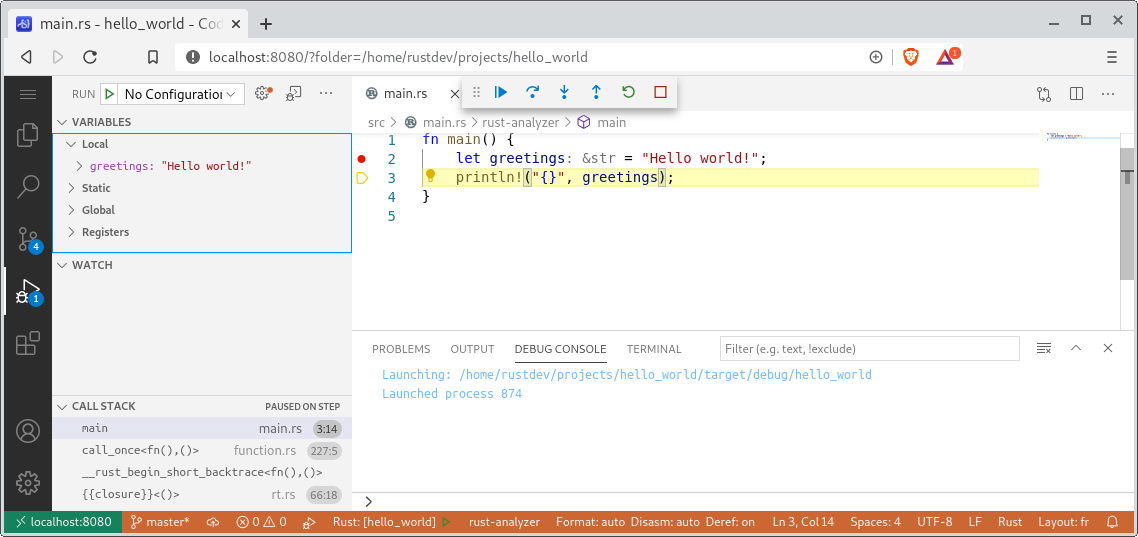 main.rs - hello_world - Cod
localhost:8080/?folder=/home/rustdev/projects/hello_world
1
RUN No Configuration
main.rs
VARIABLES
Local
greetings: "Hello world!"
Static
Global
Registers
WATCH
4
1
CALL STACK PAUSED ON STEP
main main.rs 3:14
call_once<fn(),()> function.rs 227:5
__rust_begin_short_backtrace<fn(),()>
{{closure}}<()> rt.rs 66:18
src > main.rs > rust-analyzer > main
1 fn main() {
2 let greetings: &str = "Hello world!";
3 println!("{}", greetings);
4 }
5
PROBLEMS OUTPUT DEBUG CONSOLE TERMINAL Filter (e.g. text, !exclude)
Launching: /home/rustdev/projects/hello_world/target/debug/hello_world
Launched process 874
localhost:8080 master* 0 0 Rust: [hello_world] rust-analyzer Format: auto Disasm: auto Deref: on Ln 3, Col 14 Spaces: 4 UTF-8 LF Rust Layout: fr